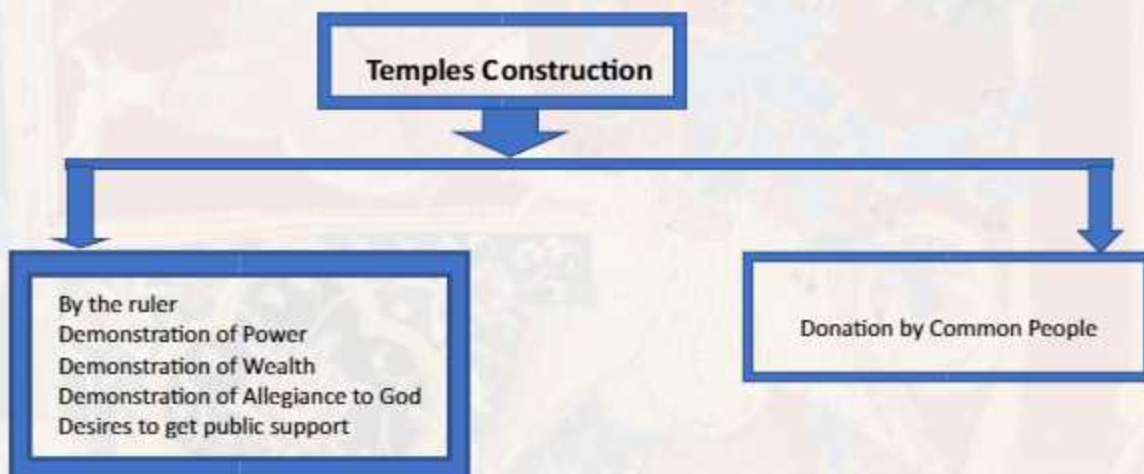 Temples Construction
By the ruler
Demonstration of Power
Demonstration of Wealth
Demonstration of Allegiance to God
Desires to get public support
Donation by Common People